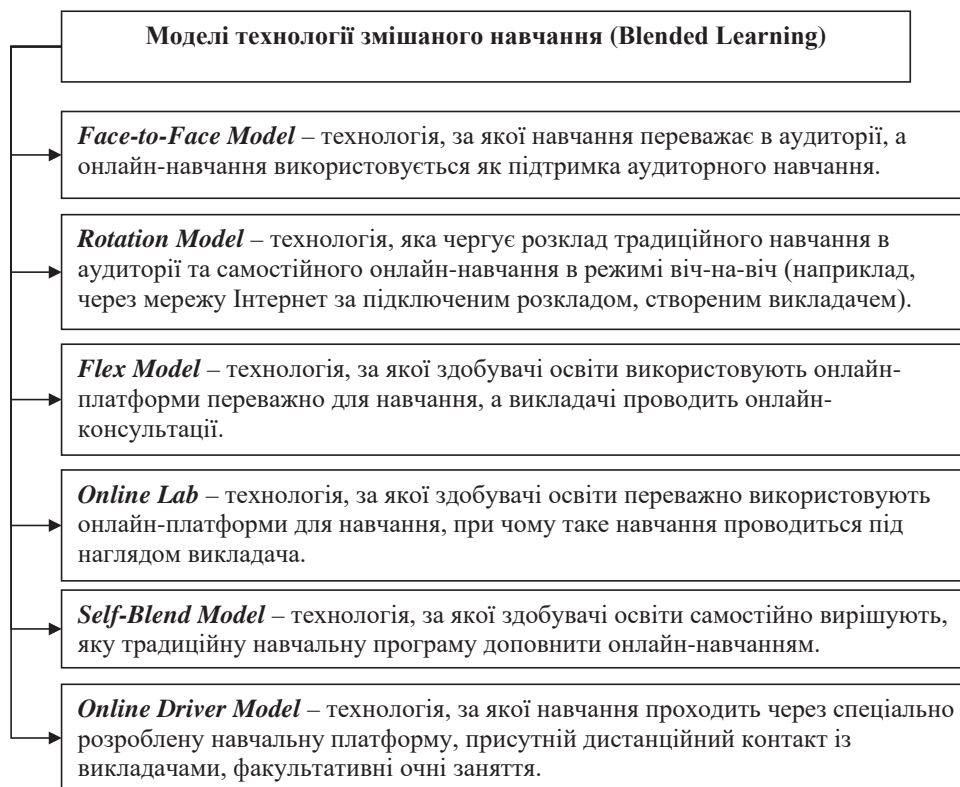 Моделі технології змішаного навчання (Blended Learning)
Face-to-Face Model – технологія, за якої навчання переважає в аудиторії, а
онлайн-навчання використовується як підтримка аудиторного навчання.
Rotation Model – технологія, яка чергує розклад традиційного навчання в
аудиторії та самостійного онлайн-навчання в режимі віч-на-віч (наприклад,
через мережу Інтернет за підключеним розкладом, створеним викладачем).
Flex Model – технологія, за якої здобувачі освіти використовують онлайн-
платформи переважно для навчання, а викладачі проводить онлайн-
консультації.
Online Lab – технологія, за якої здобувачі освіти переважно використовують
онлайн-платформи для навчання, при чому таке навчання проводиться під
наглядом викладача.
Self-Blend Model – технологія, за якої здобувачі освіти самостійно вирішують,
яку традиційну навчальну програму доповнити онлайн-навчанням.
Online Driver Model – технологія, за якої навчання проходить через спеціально
розроблену навчальну платформу, присутній дистанційний контакт із
викладачами, факультативні очні заняття.